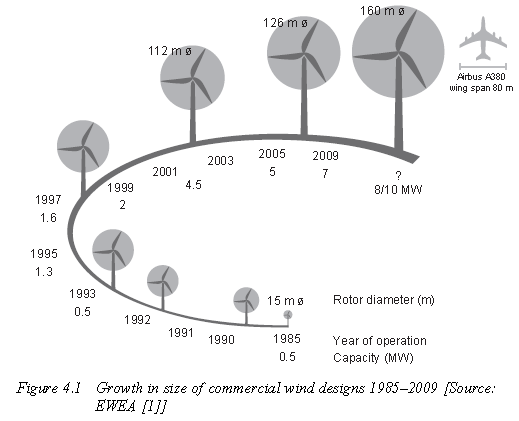 160 m ø
126 m ø
112 m ø
Airbus A380
wing span 80 m
2005
5
2009
7
?
8/10 MW
2003
2001
4.5
1999
2
1997
1.6
1995
1.3
1993
0.5
1992
1991
1990
15 m ø
Rotor diameter (m)
1985
0.5
Year of operation
Capacity (MW)
Figure 4.1 Growth in size of commercial wind designs 1985–2009 [Source:
EWEA [1]]